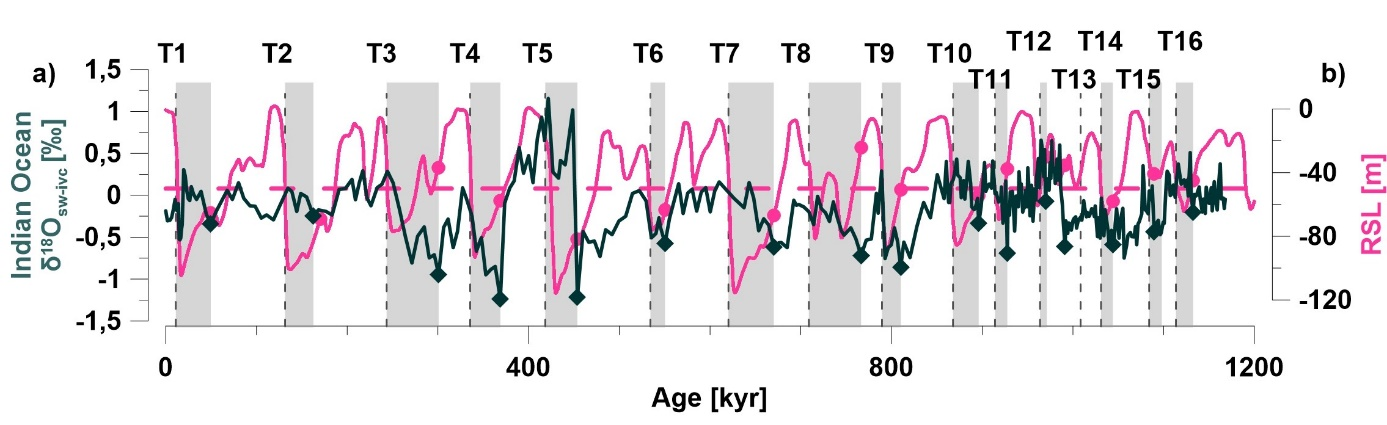 T1 T2 T3 T4 T5 T6 T7 T8 T9 T10 T12 T14 T16
T11 T13 T15
a)
b)
Indian Ocean
δ¹⁸Osw-ivc [‰]
1,5
1
0,5
0
-0,5
-1
-1,5
0
-40
-80
-120
RSL [m]
0 400 800 1200
Age [kyr]